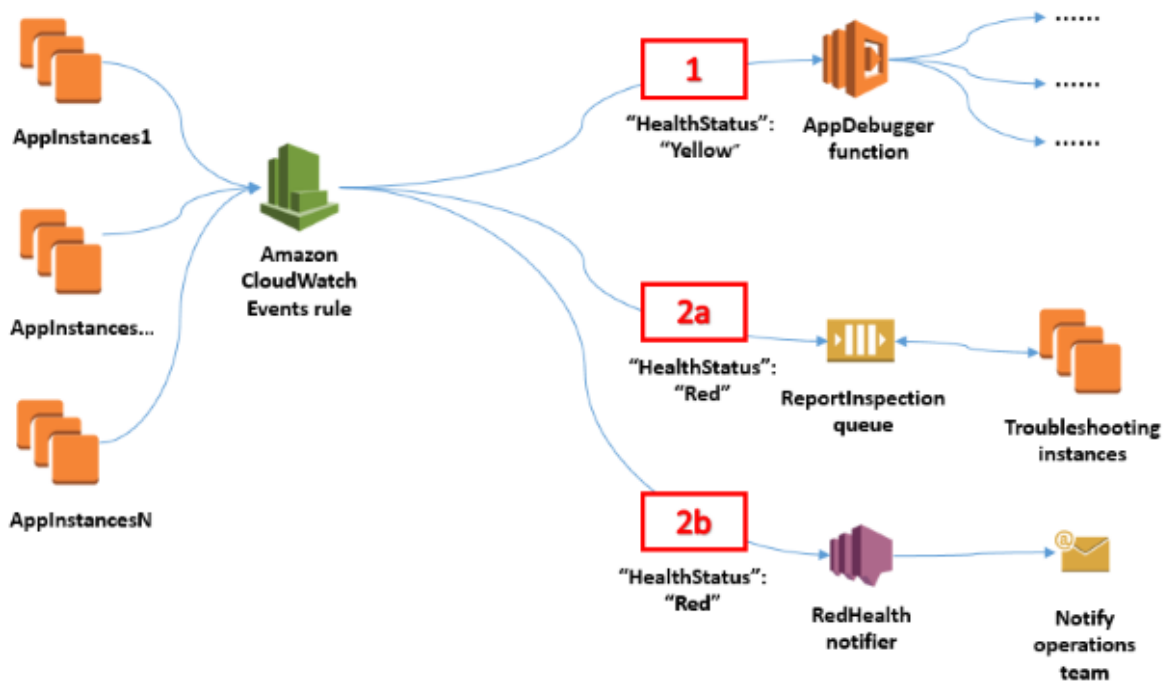 AppInstances1
AppInstances...
AppInstancesN
Amazon
CloudWatch
Events rule
1
“HealthStatus”:
“Yellow”
AppDebugger
function
......
......
......
2a
“HealthStatus”:
“Red”
ReportInspection
queue
Troubleshooting
instances
2b
“HealthStatus”:
“Red”
RedHealth
notifier
@
Notify
operations
team